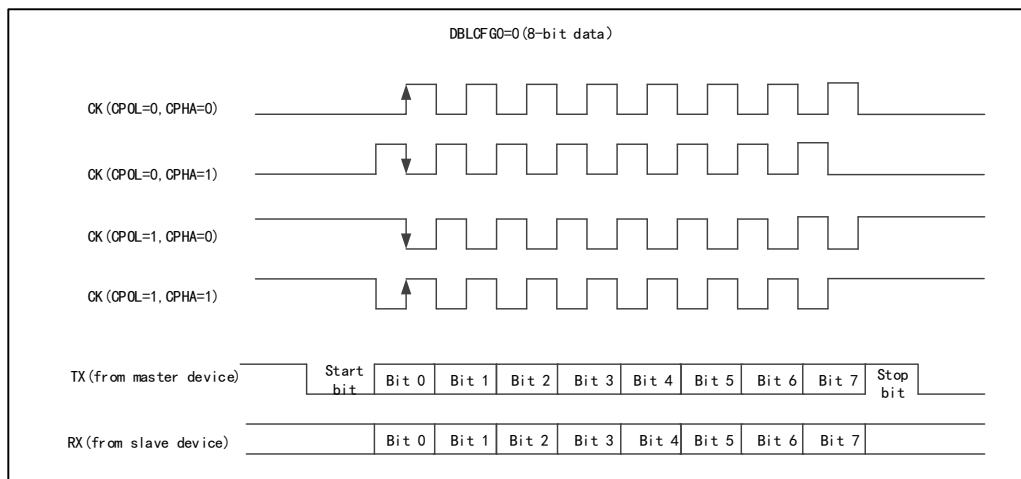 DBLCFG0=0(8-bit data)
CK(CPOL=0,CPHA=0)
CK(CPOL=0,CPHA=1)
CK(CPOL=1,CPHA=0)
CK(CPOL=1,CPHA=1)
TX(from master device) Start bit Bit 0 Bit 1 Bit 2 Bit 3 Bit 4 Bit 5 Bit 6 Bit 7 Stop bit
RX(from slave device) Bit 0 Bit 1 Bit 2 Bit 3 Bit 4 Bit 5 Bit 6 Bit 7